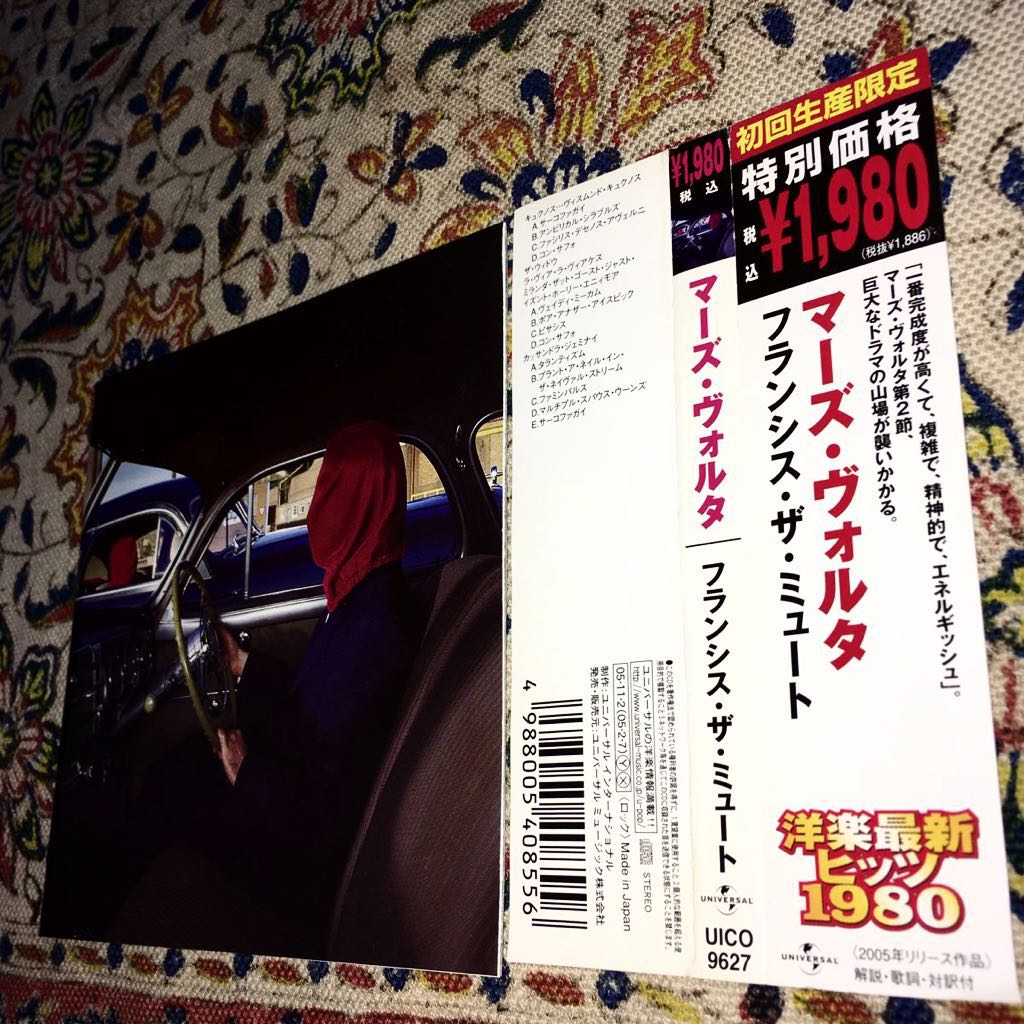 キュクノス…ヴィスムンド・キュクノス
A.サーコファガイ
B.アンビリカル・シラブルズ
C.ファシリス・デセンス・アヴェルニ
D.コン・サフォ
ザ・ウィドウ
ラ・ヴィア・ラ・ヴィアケス
ミランダ・ザット・ゴースト・ジャスト・
イズント・ホーリー・エニィモア
A.ヴェイディ・ミーカム
B.ポア・アナザー・アイスピック
C.ピサシス
D.コン・サフォ
カッサンドラ・ジェミナイ
A.タランティズム
B.プラント・ア・ネイル・イン・
ザ・ネイヴァル・ストリーム
C.ファミンパルス
D.マルチプル・スパウス・ウーンズ
E.サーコファガイ
ユニバーサルの洋楽情報満載!!
http://www.universal-music.co.jp/u-pop/
STEREO
05・11・2(05・2・7)(Y)(X)〈ロック〉Made in Japan
制作:ユニバーサル インターナショナル
発売・販売元:ユニバーサル ミュージック株式会社
4 988005 408556
¥1,980
税込
マーズ・ヴォルタ
フランシス・ザ・ミュート
UNIVERSAL
UICO
9627
初回生産限定
特別価格
税込 ¥1,980
(税抜¥1,886)
「一番完成度が高くて、複雑で、精神的で、エネルギッシュ」。
マーズ・ヴォルタ第2節、
巨大なドラマの山場が襲いかかる。
マーズ・ヴォルタ
フランシス・ザ・ミュート
洋楽最新
ヒッツ
1980
UNIVERSAL
〈2005年リリース作品〉
解説・歌詞・対訳付